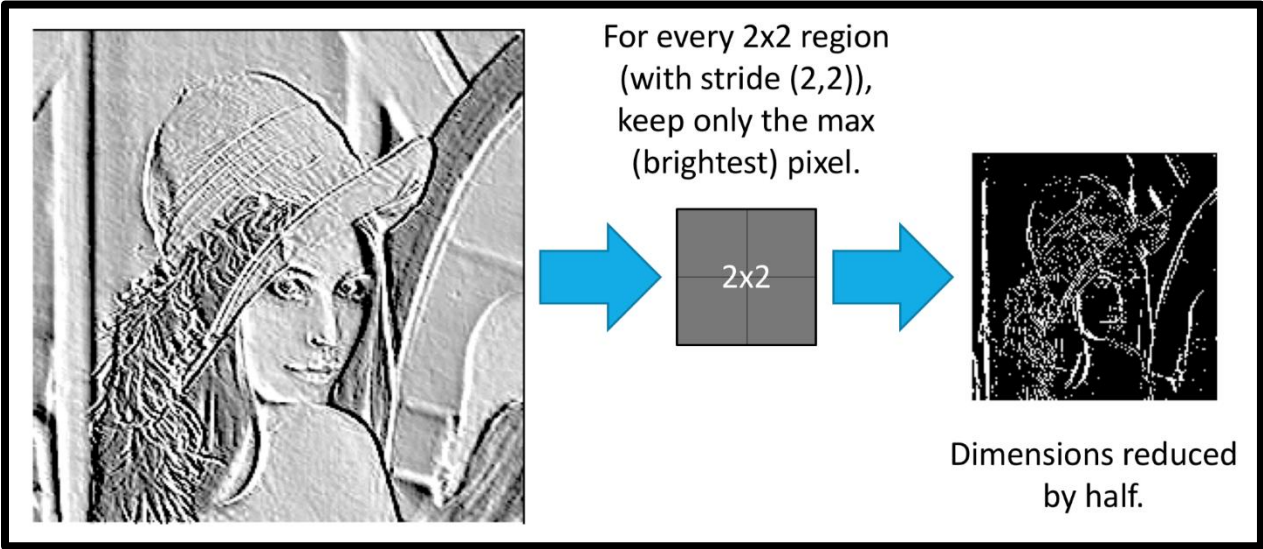 For every 2x2 region
(with stride (2,2)),
keep only the max
(brightest) pixel.
2x2
Dimensions reduced
by half.